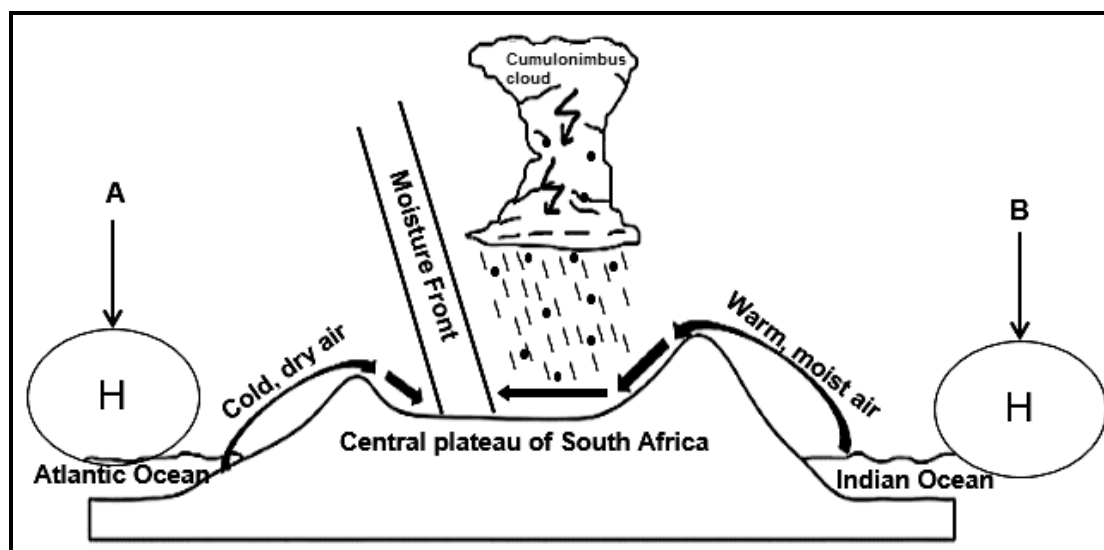 Cumulonimbus
cloud
A
Moisture Front
B
Cold, dry air
Warm, moist air
H
H
Central plateau of South Africa
Atlantic Ocean
Indian Ocean